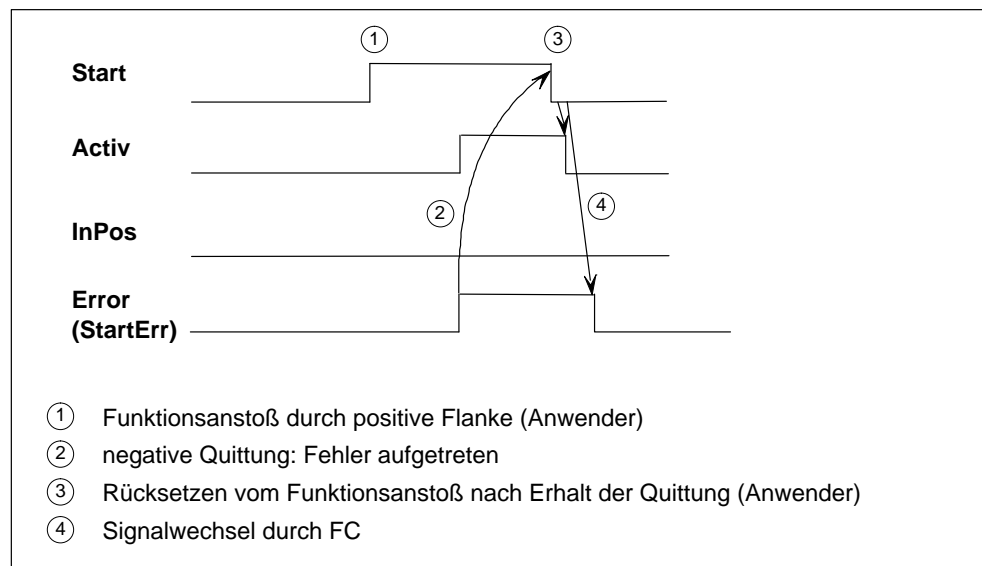 1 3
Start
Activ
2 4
InPos
Error
(StartErr)
1 Funktionsanstoß durch positive Flanke (Anwender)
2 negative Quittung: Fehler aufgetreten
3 Rücksetzen vom Funktionsanstoß nach Erhalt der Quittung (Anwender)
4 Signalwechsel durch FC